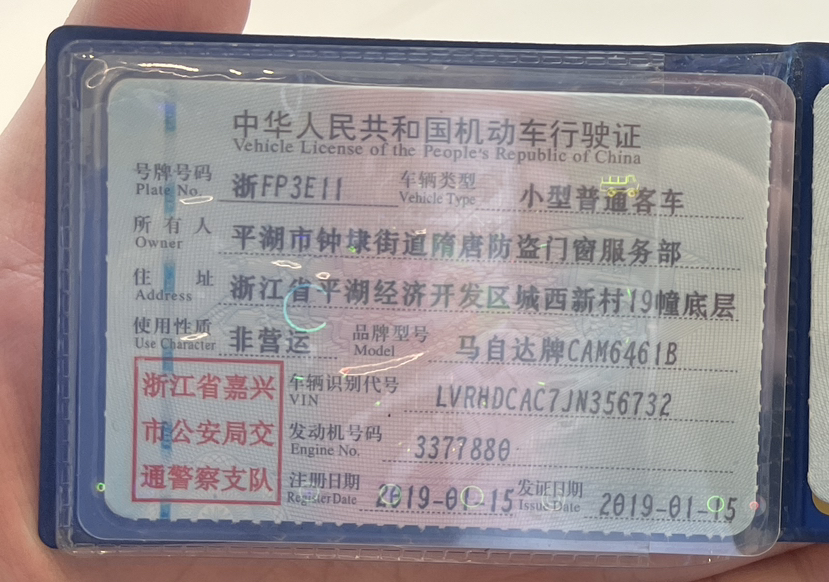 中华人民共和国机动车行驶证
Vehicle License of the People's Republic of China
号牌号码 浙FP3E11 车辆类型 小型普通客车
Plate No. Vehicle Type
所有人 平湖市钟埭街道隋唐防盗门窗服务部
Owner
住址 浙江省平湖经济开发区城西新村19幢底层
Address
使用性质 非营运 品牌型号 马自达牌CAM6461B
Use Character Model
浙江省嘉兴
市公安局交
通警察支队
车辆识别代号 LVRHDCAC7JN356732
VIN
发动机号码 3377880
Engine No.
注册日期 2019-01-15 发证日期 2019-01-15
Register Date Issue Date